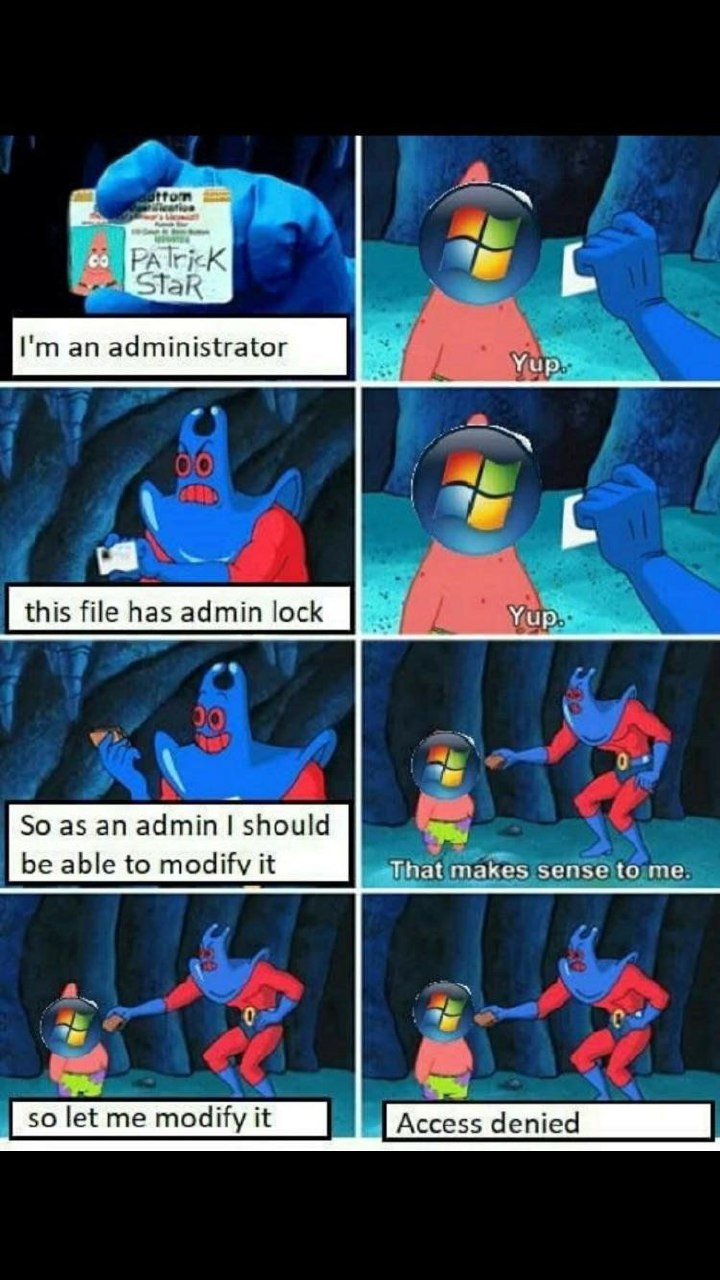 PATricK
StaR
I'm an administrator
Yup.
this file has admin lock
Yup.
So as an admin I should
be able to modify it
That makes sense to me.
so let me modify it
Access denied